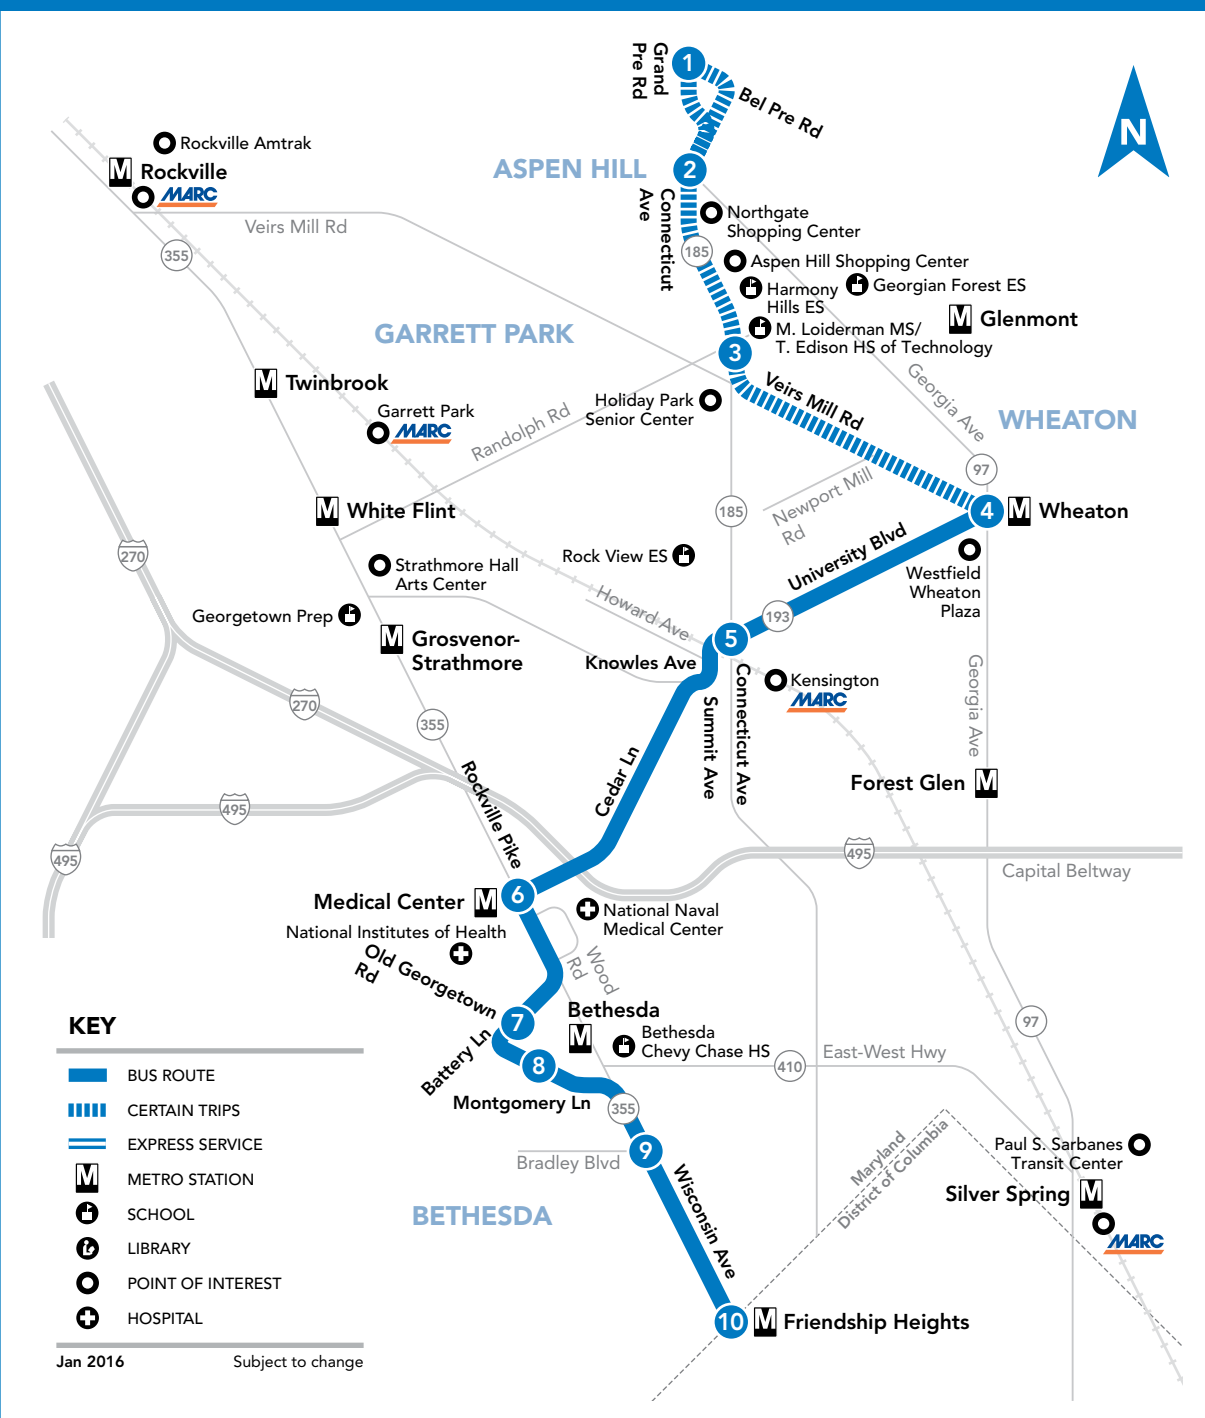 1
Grand
Pre Rd
Bel Pre Rd
N
Rockville Amtrak
M Rockville
MARC
ASPEN HILL
2
Connecticut
Ave
Northgate
Shopping Center
Veirs Mill Rd
355
185
Aspen Hill Shopping Center
Harmony
Hills ES
Georgian Forest ES
M Glenmont
GARRETT PARK
M. Loiderman MS/
T. Edison HS of Technology
3
M Twinbrook
Veirs Mill Rd
Georgia Ave
Holiday Park
Senior Center
Garrett Park
MARC
Randolph Rd
WHEATON
97
M White Flint
185
Newport Mill
Rd
4
M Wheaton
University Blvd
270
Rock View ES
Strathmore Hall
Arts Center
Westfield
Wheaton
Plaza
Howard Ave
Georgetown Prep
193
M Grosvenor-
Strathmore
5
Knowles Ave
Kensington
MARC
Connecticut Ave
Summit Ave
Georgia Ave
270
355
Cedar Ln
Rockville Pike
M
Forest Glen
495
495
495
Capital Beltway
Medical Center M
6
National Naval
Medical Center
National Institutes of Health
Old Georgetown
Rd
Wood
Rd
7
Bethesda
M
Bethesda
Chevy Chase HS
97
East-West Hwy
410
Battery Ln
8
Montgomery Ln
355
KEY
BUS ROUTE
CERTAIN TRIPS
EXPRESS SERVICE
M METRO STATION
SCHOOL
LIBRARY
POINT OF INTEREST
HOSPITAL
Jan 2016 Subject to change
9
Bradley Blvd
Wisconsin Ave
BETHESDA
Maryland
District of Columbia
Paul S. Sarbanes
Transit Center
Silver Spring M
MARC
10
M Friendship Heights